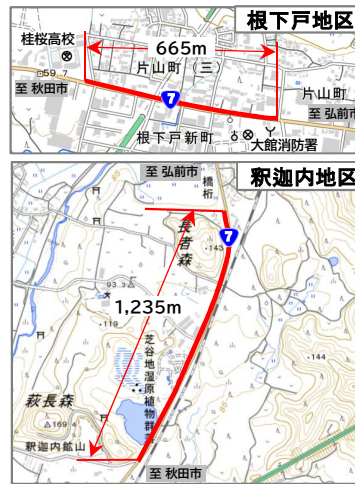 根下戸地区
桂桜高校
665m
片山町(三)
59.7
至 秋田市
7
片山町
至 弘前市
根下戸新町
大館消防署
釈迦内地区
至 弘前市
橋桁
長者森
143
7
93.3
1,235m
119
芝谷地湿原植物群落
萩長森
144
169.4
釈迦内鉱山
至 秋田市